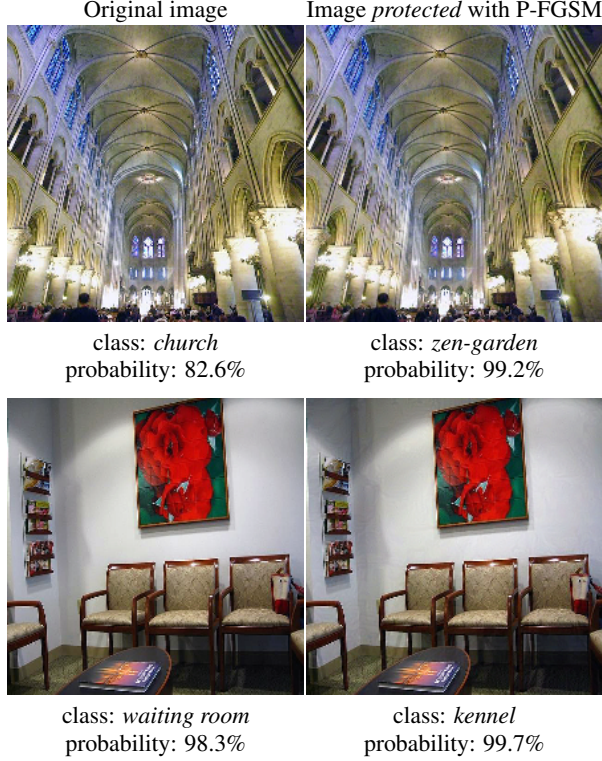 Original image
Image protected with P-FGSM
class: church
probability: 82.6%
class: zen-garden
probability: 99.2%
class: waiting room
probability: 98.3%
class: kennel
probability: 99.7%